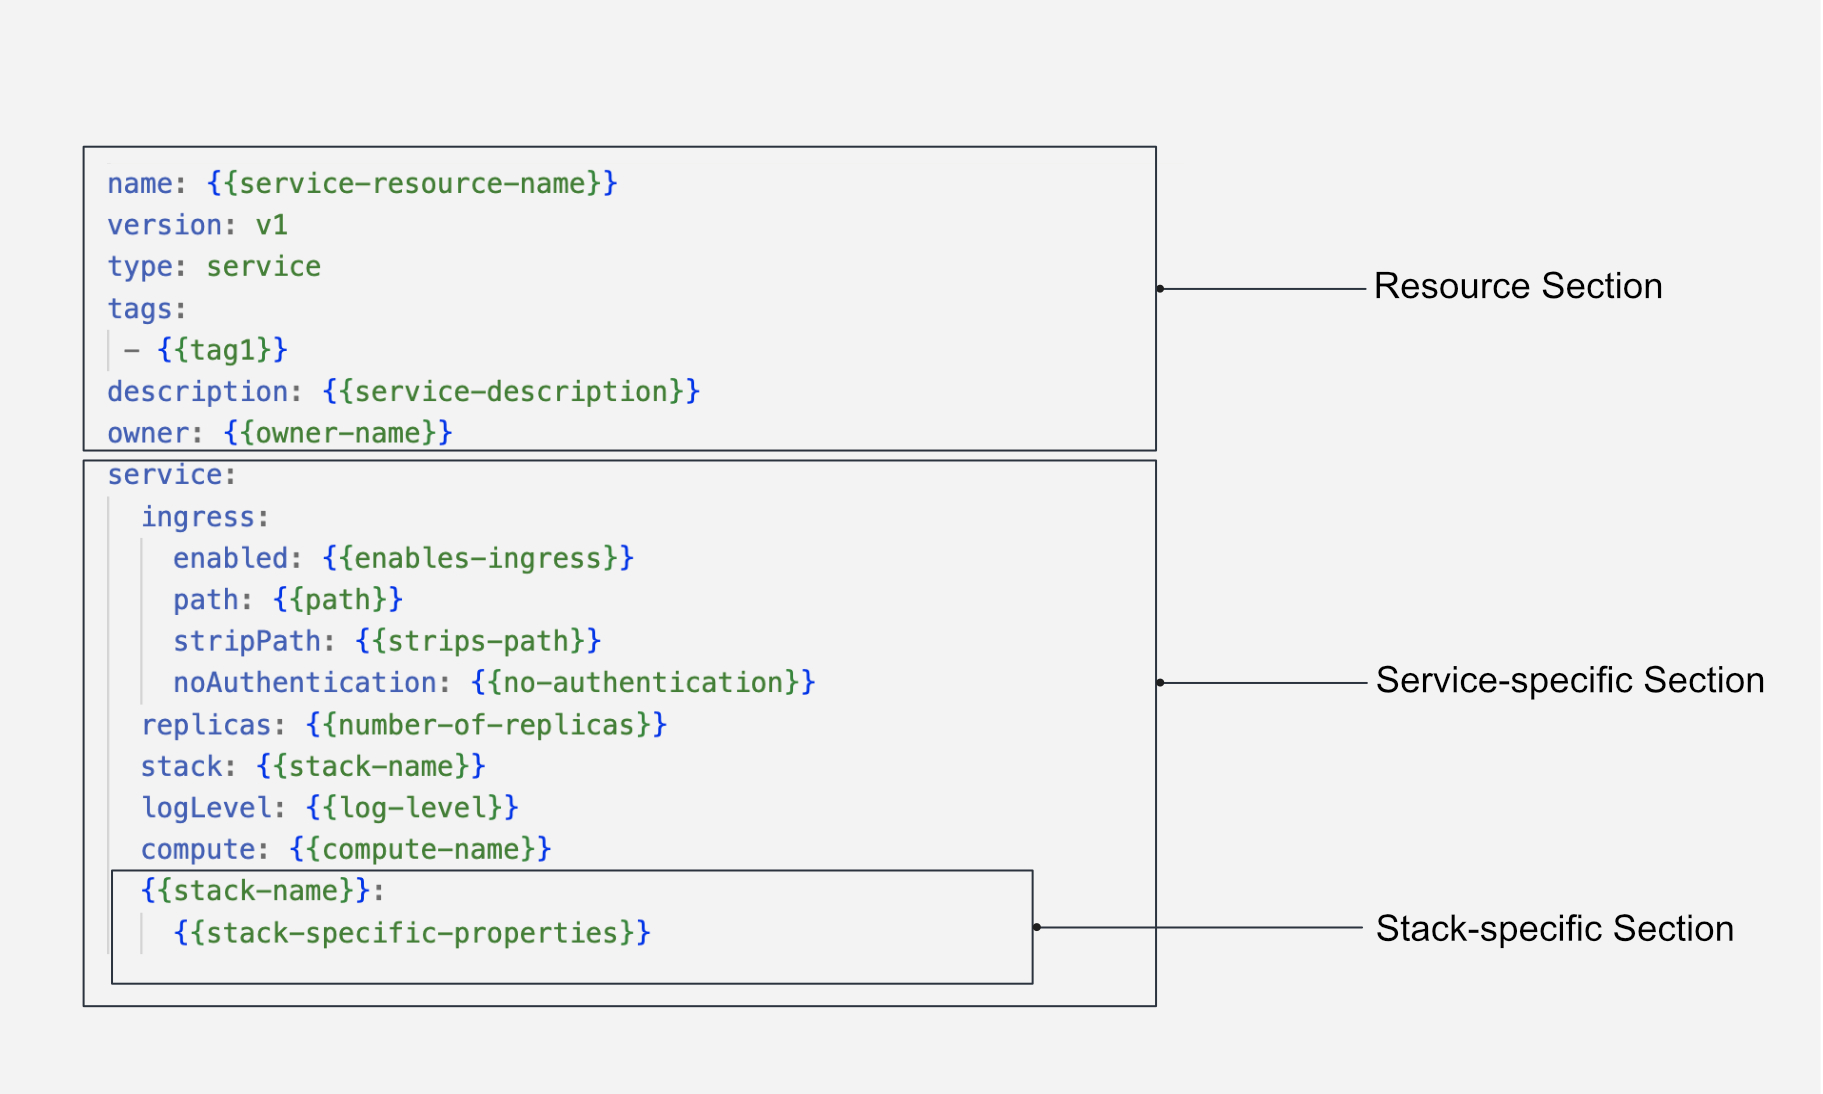 name: {{service-resource-name}}
version: v1
type: service
tags:
- {{tag1}}
description: {{service-description}}
owner: {{owner-name}}
Resource Section
service:
ingress:
enabled: {{enables-ingress}}
path: {{path}}
stripPath: {{strips-path}}
noAuthentication: {{no-authentication}}
replicas: {{number-of-replicas}}
stack: {{stack-name}}
logLevel: {{log-level}}
compute: {{compute-name}}
Service-specific Section
{{stack-name}}:
{{stack-specific-properties}}
Stack-specific Section